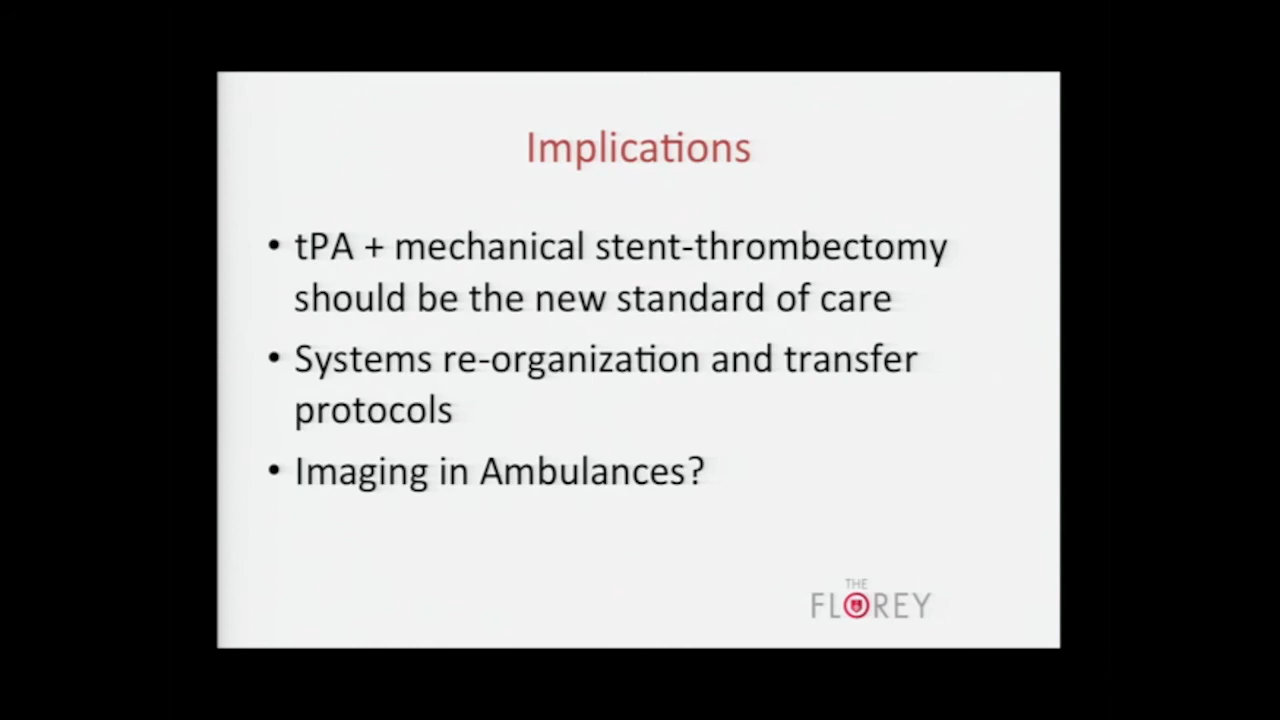 Implications
• tPA + mechanical stent-thrombectomy
should be the new standard of care
• Systems re-organization and transfer
protocols
• Imaging in Ambulances?
THE
FLOREY